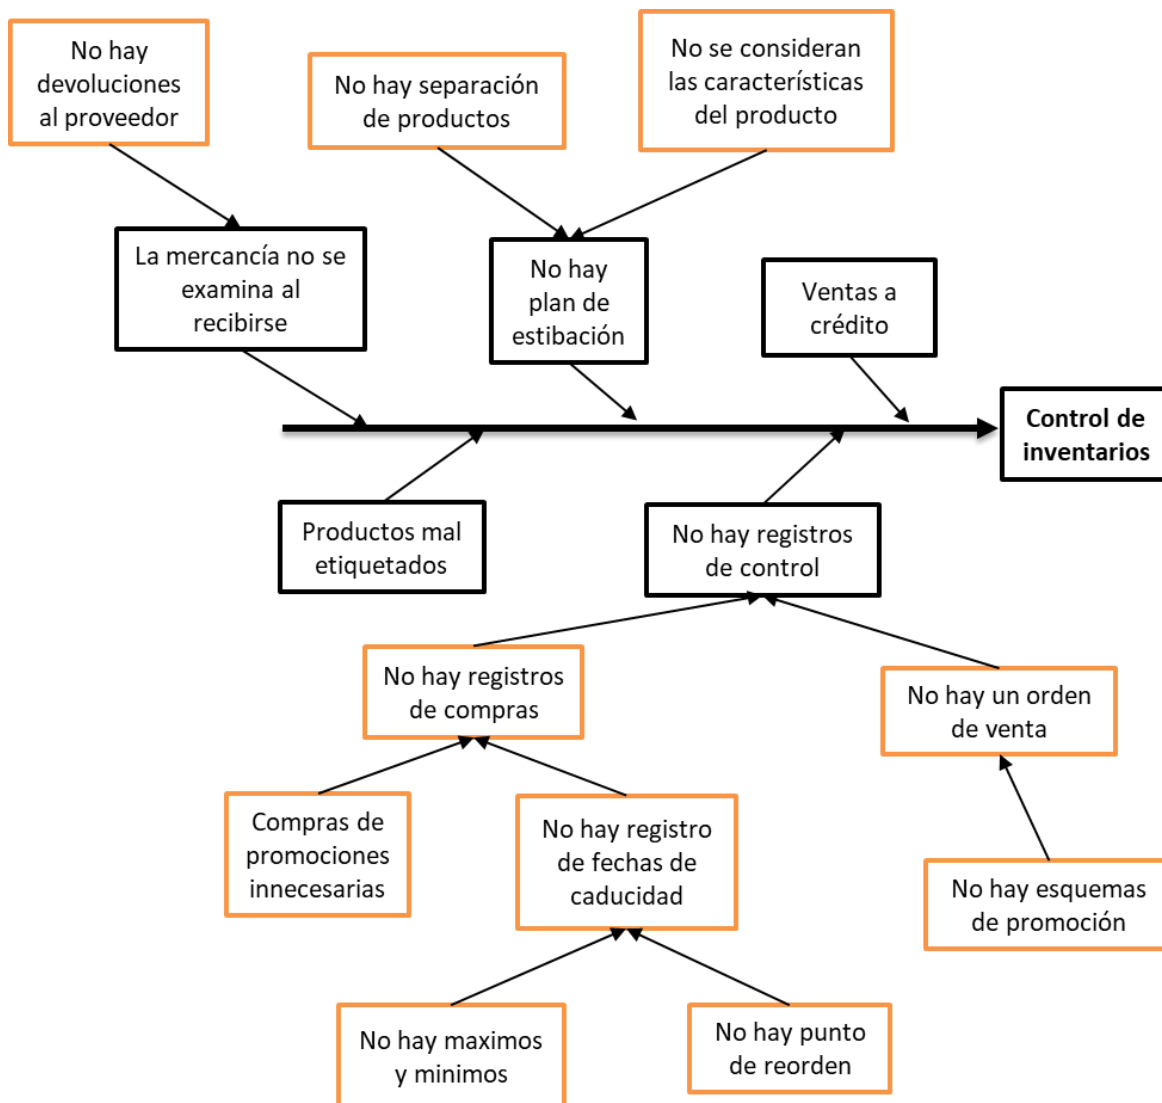 No hay
devoluciones
al proveedor
No hay separación
de productos
No se consideran
las características
del producto
La mercancía no se
examina al
recibirse
No hay
plan de
estibación
Ventas a
crédito
Control de
inventarios
Productos mal
etiquetados
No hay registros
de control
No hay registros
de compras
No hay un orden
de venta
Compras de
promociones
innecesarias
No hay registro
de fechas de
caducidad
No hay esquemas
de promoción
No hay maximos
y minimos
No hay punto
de reorden